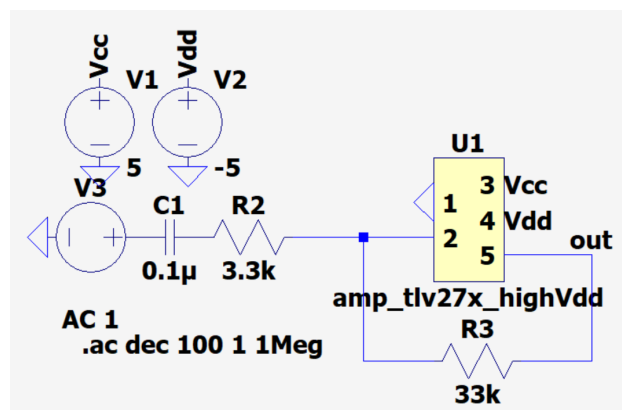 Vcc
V1
5
Vdd
V2
-5
V3
C1
0.1µ
R2
3.3k
AC 1
.ac dec 100 1 1Meg
U1
1
2
3
4
5
Vcc
Vdd
out
amp_tlv27x_highVdd
R3
33k